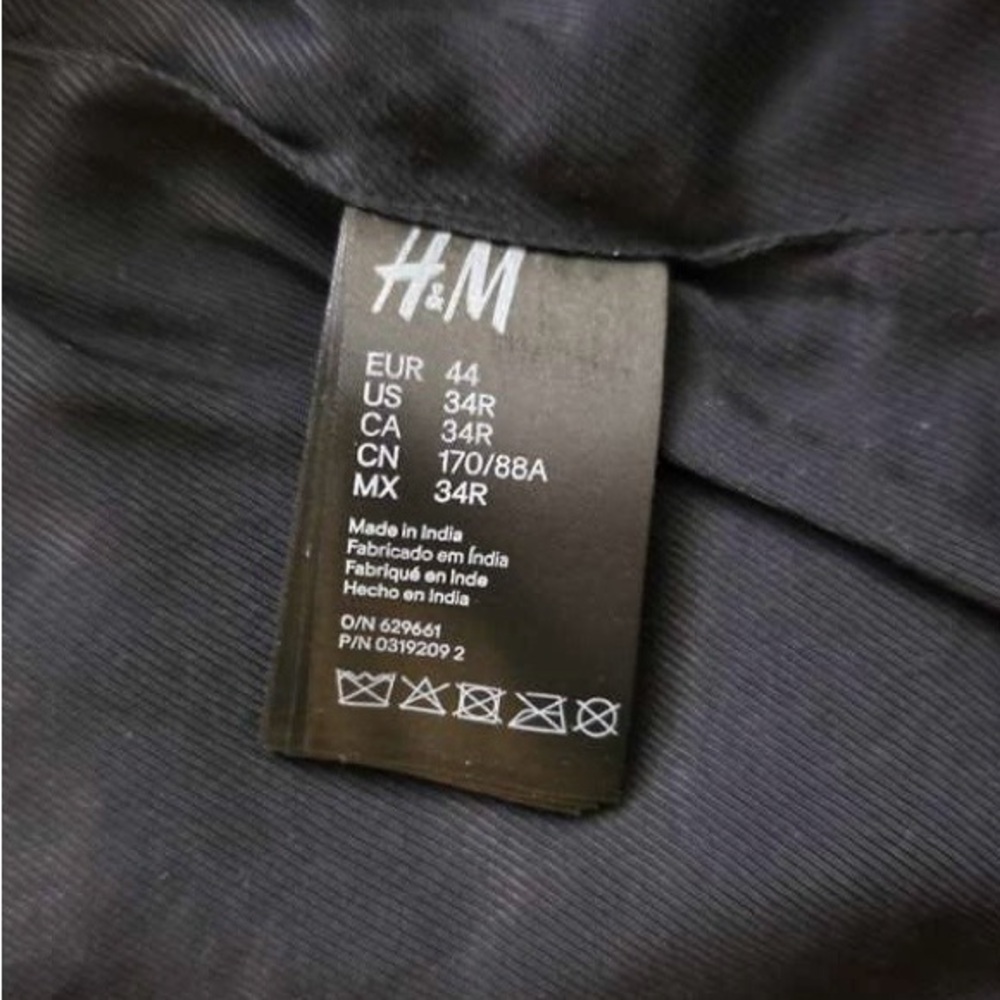 H&M
EUR 44
US 34R
CA 34R
CN 170/88A
MX 34R
Made in India
Fabricado em Índia
Fabriqué en Inde
Hecho en India
O/N 629661
P/N 0319209 2